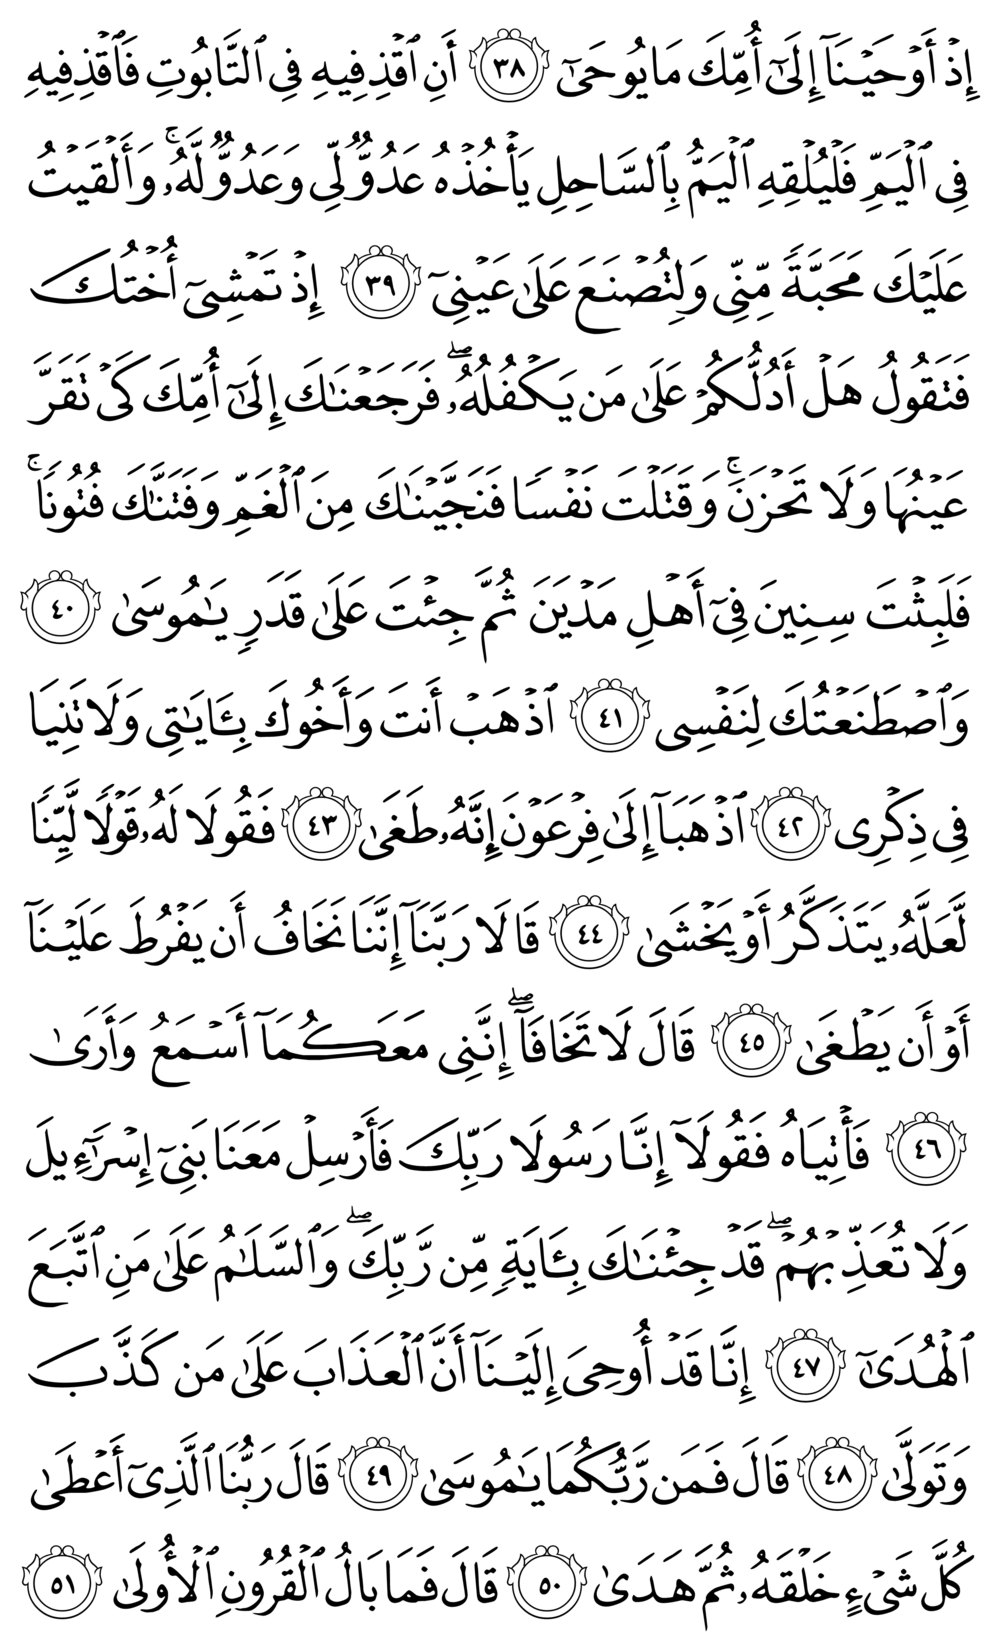 إِذۡ أَوۡحَيۡنَآ إِلَىٰٓ أُمِّكَ مَا يُوحَىٰٓ ٣٨ أَنِ ٱقۡذِفِيهِ فِي ٱلتَّابُوتِ فَٱقۡذِفِيهِ
فِي ٱلۡيَمِّ فَلۡيُلۡقِهِ ٱلۡيَمُّ بِٱلسَّاحِلِ يَأۡخُذۡهُ عَدُوّٞ لِّي وَعَدُوّٞ لَّهُۥۚ وَأَلۡقَيۡتُ
عَلَيۡكَ مَحَبَّةٗ مِّنِّي وَلِتُصۡنَعَ عَلَىٰ عَيۡنِيٓ ٣٩ إِذۡ تَمۡشِيٓ أُخۡتُكَ
فَتَقُولُ هَلۡ أَدُلُّكُمۡ عَلَىٰ مَن يَكۡفُلُهُۥۖ فَرَجَعۡنَٰكَ إِلَىٰٓ أُمِّكَ كَيۡ تَقَرَّ
عَيۡنُهَا وَلَا تَحۡزَنَۚ وَقَتَلۡتَ نَفۡسٗا فَنَجَّيۡنَٰكَ مِنَ ٱلۡغَمِّ وَفَتَنَّٰكَ فُتُونٗاۚ
فَلَبِثۡتَ سِنِينَ فِيٓ أَهۡلِ مَدۡيَنَ ثُمَّ جِئۡتَ عَلَىٰ قَدَرٖ يَٰمُوسَىٰ ٤٠
وَٱصۡطَنَعۡتُكَ لِنَفۡسِي ٤١ ٱذۡهَبۡ أَنتَ وَأَخُوكَ بِـَٔايَٰتِي وَلَا تَنِيَا
فِي ذِكۡرِي ٤٢ ٱذۡهَبَآ إِلَىٰ فِرۡعَوۡنَ إِنَّهُۥ طَغَىٰ ٤٣ فَقُولَا لَهُۥ قَوۡلٗا لَّيِّنٗا
لَّعَلَّهُۥ يَتَذَكَّرُ أَوۡ يَخۡشَىٰ ٤٤ قَالَا رَبَّنَآ إِنَّنَا نَخَافُ أَن يَفۡرُطَ عَلَيۡنَآ
أَوۡ أَن يَطۡغَىٰ ٤٥ قَالَ لَا تَخَافَآۖ إِنَّنِي مَعَكُمَآ أَسۡمَعُ وَأَرَىٰ
٤٦ فَأۡتِيَاهُ فَقُولَآ إِنَّا رَسُولَا رَبِّكَ فَأَرۡسِلۡ مَعَنَا بَنِيٓ إِسۡرَٰٓءِيلَ
وَلَا تُعَذِّبۡهُمۡۖ قَدۡ جِئۡنَٰكَ بِـَٔايَةٖ مِّن رَّبِّكَۖ وَٱلسَّلَٰمُ عَلَىٰ مَنِ ٱتَّبَعَ
ٱلۡهُدَىٰٓ ٤٧ إِنَّا قَدۡ أُوحِيَ إِلَيۡنَآ أَنَّ ٱلۡعَذَابَ عَلَىٰ مَن كَذَّبَ
وَتَوَلَّىٰ ٤٨ قَالَ فَمَن رَّبُّكُمَا يَٰمُوسَىٰ ٤٩ قَالَ رَبُّنَا ٱلَّذِيٓ أَعۡطَىٰ
كُلَّ شَيۡءٍ خَلۡقَهُۥ ثُمَّ هَدَىٰ ٥٠ قَالَ فَمَا بَالُ ٱلۡقُرُونِ ٱلۡأُولَىٰ ٥١